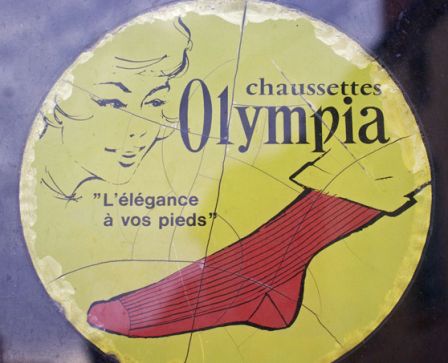 chaussettes
Olympia
"L'élégance
à vos pieds"